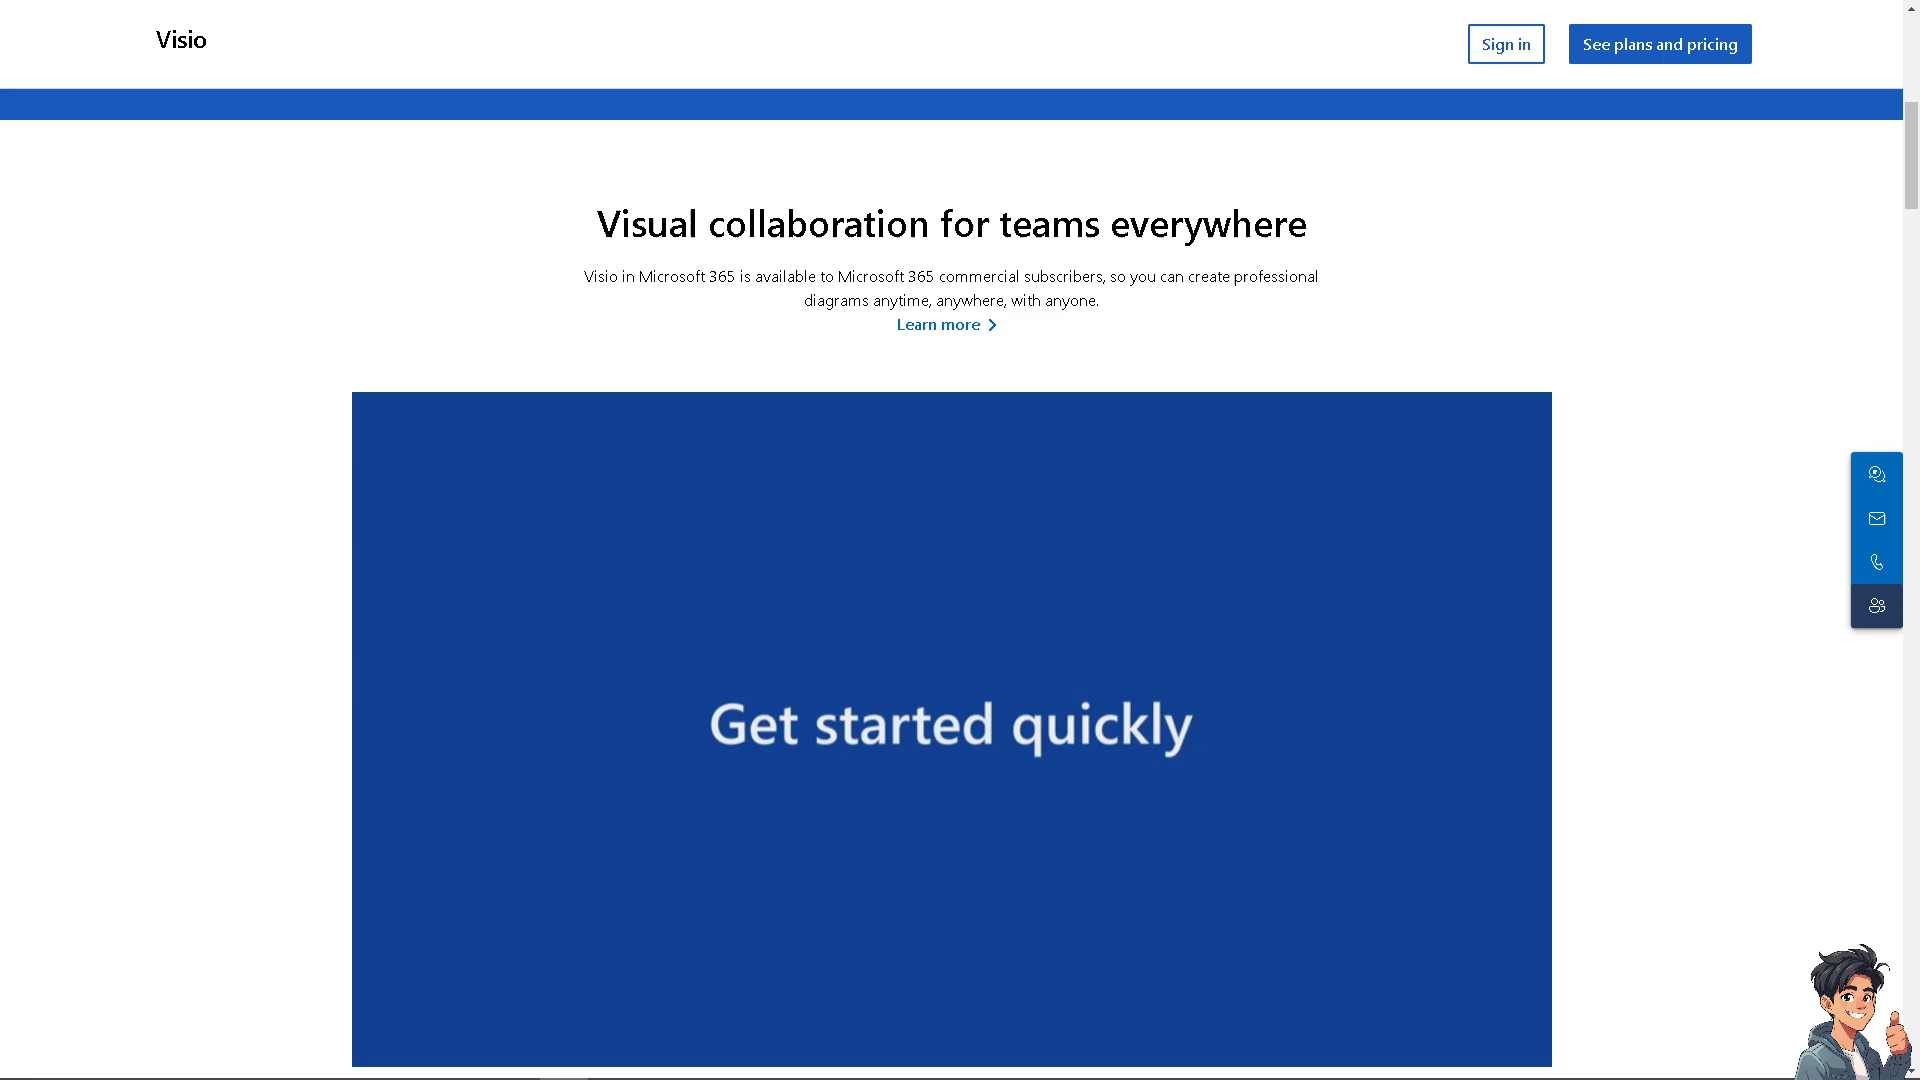 Visio
Sign in
See plans and pricing
Visual collaboration for teams everywhere
Visio in Microsoft 365 is available to Microsoft 365 commercial subscribers, so you can create professional
diagrams anytime, anywhere, with anyone.
Learn more
Get started quickly